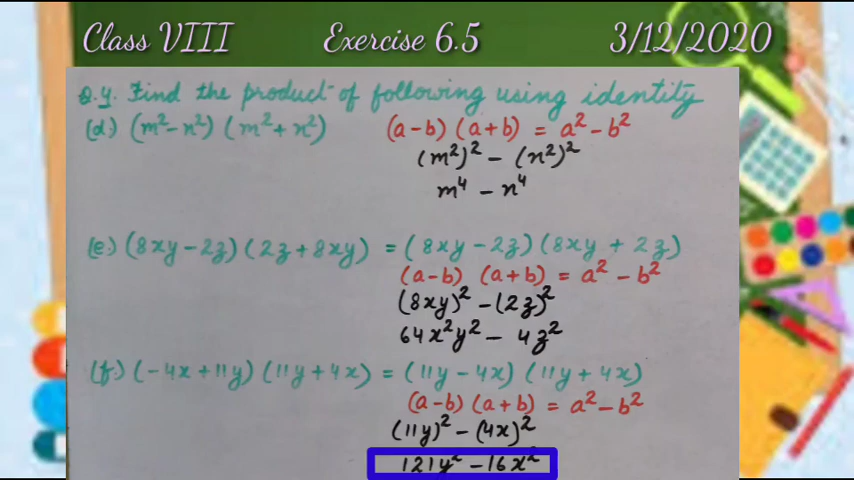 Class VIII Exercise 6.5 3/12/2020
Q.4. Find the product of following using identity
(d.) (m²-n²) (m²+n²) (a-b) (a+b) = a²-b²
(m²)² - (n²)²
m⁴ - n⁴
(e.) (8xy-2z) (2z+8xy) = (8xy-2z) (8xy + 2z)
(a-b) (a+b) = a²-b²
(8xy)² - (2z)²
64x²y² - 4z²
(f.) (-4x+11y) (11y+4x) = (11y-4x) (11y+4x)
(a-b) (a+b) = a²-b²
(11y)² - (4x)²
121y² - 16x²